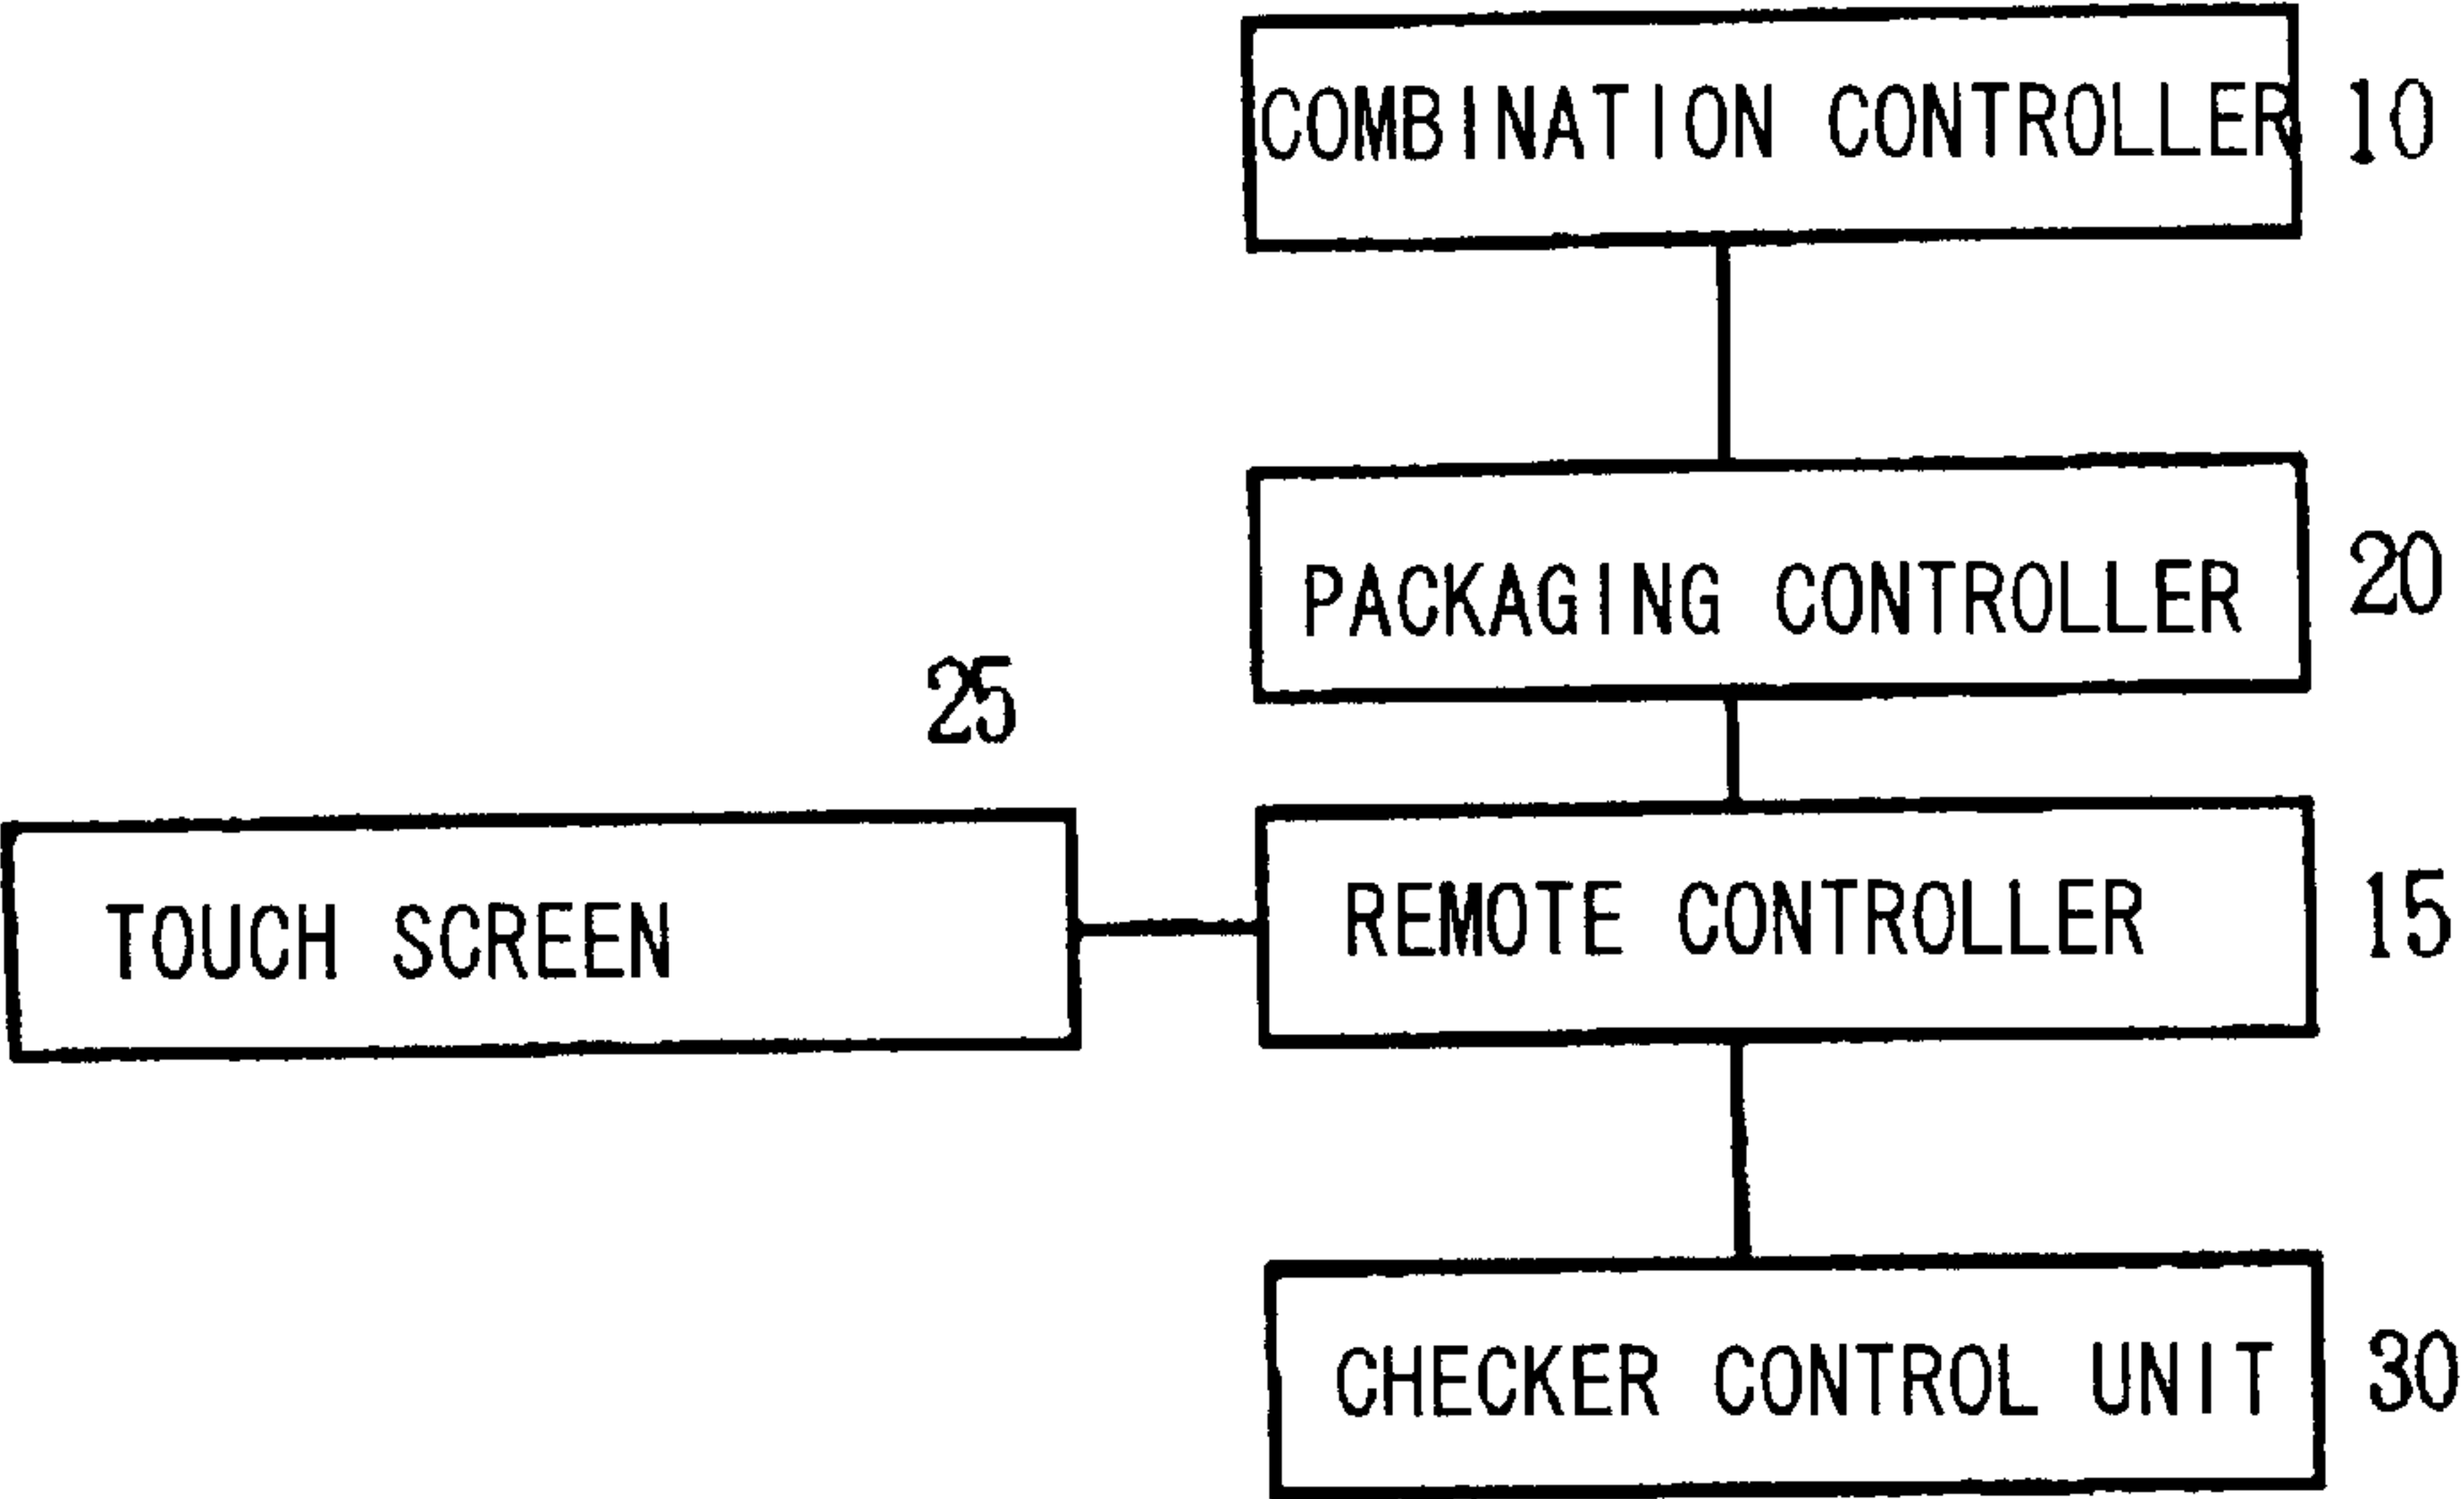 COMBINATION CONTROLLER 10
PACKAGING CONTROLLER 20
25
TOUCH SCREEN
REMOTE CONTROLLER 15
CHECKER CONTROL UNIT 30